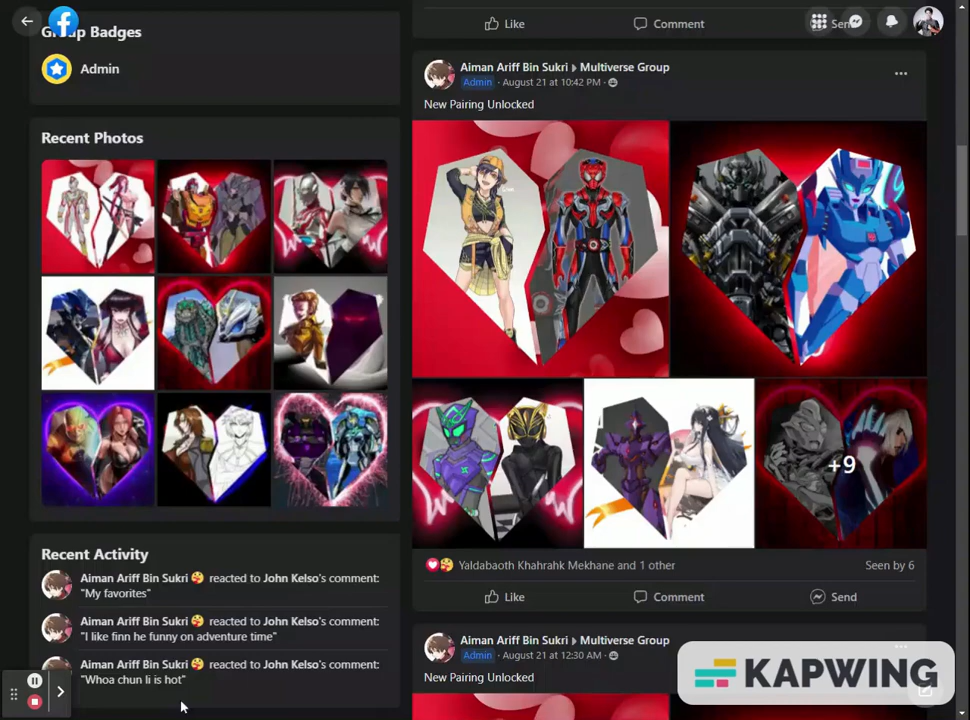 Group Badges
Admin
Recent Photos
Recent Activity
Aiman Ariff Bin Sukri reacted to John Kelso's comment:
"My favorites"
Aiman Ariff Bin Sukri reacted to John Kelso's comment:
"I like finn he funny on adventure time"
Aiman Ariff Bin Sukri reacted to John Kelso's comment:
"Whoa chun li is hot"
Like Comment Send
Aiman Ariff Bin Sukri Multiverse Group
Admin · August 21 at 10:42 PM ·
New Pairing Unlocked
+9
Yaldabaoth Khahrahk Mekhane and 1 other Seen by 6
Like Comment Send
Aiman Ariff Bin Sukri Multiverse Group
Admin · August 21 at 12:30 AM ·
New Pairing Unlocked
KAPWING